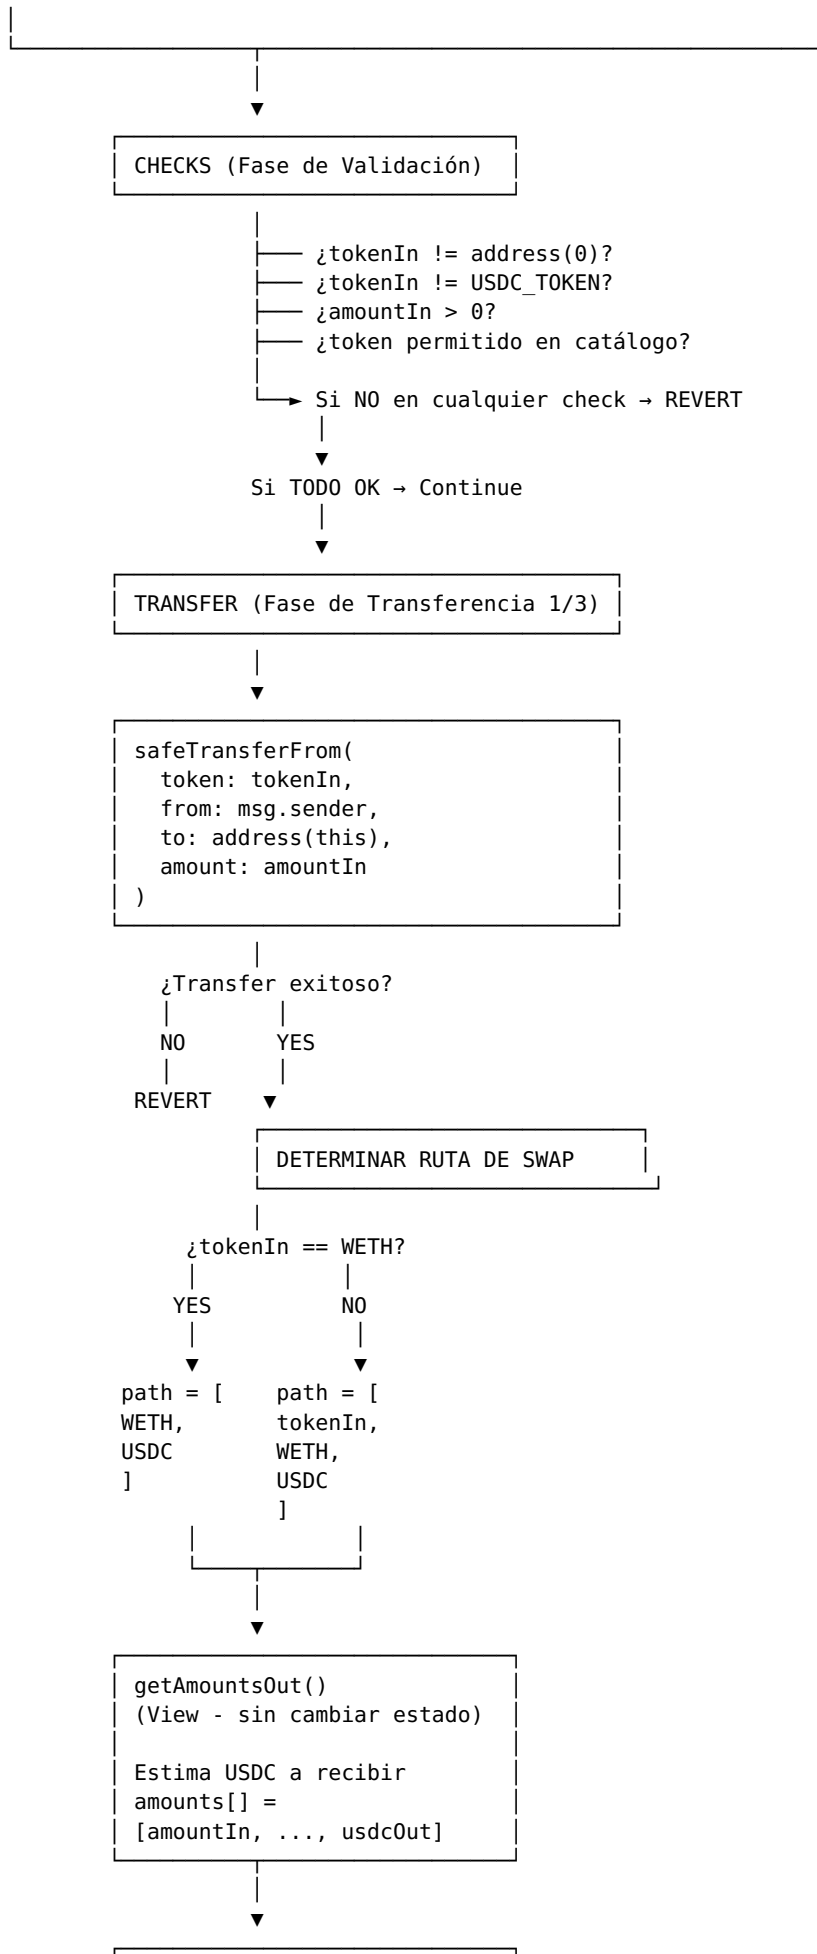 CHECKS (Fase de Validación)
¿tokenIn != address(0)?
¿tokenIn != USDC_TOKEN?
¿amountIn > 0?
¿token permitido en catálogo?
Si NO en cualquier check → REVERT
Si TODO OK → Continue
TRANSFER (Fase de Transferencia 1/3)
safeTransferFrom(
token: tokenIn,
from: msg.sender,
to: address(this),
amount: amountIn
)
¿Transfer exitoso?
NO YES
REVERT
DETERMINAR RUTA DE SWAP
¿tokenIn == WETH?
YES NO
path = [ path = [
WETH, tokenIn,
USDC WETH,
] USDC
]
getAmountsOut()
(View - sin cambiar estado)
Estima USDC a recibir
amounts[] =
[amountIn, ..., usdcOut]